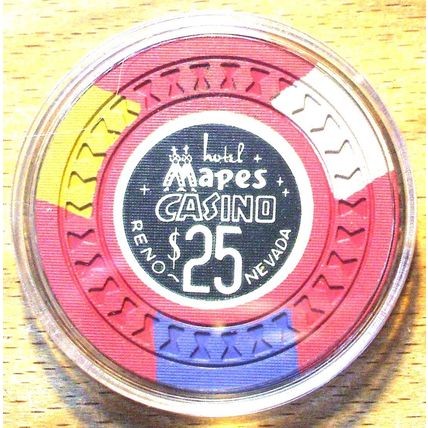 hotel
Mapes
CASINO
$25
RENO
NEVADA